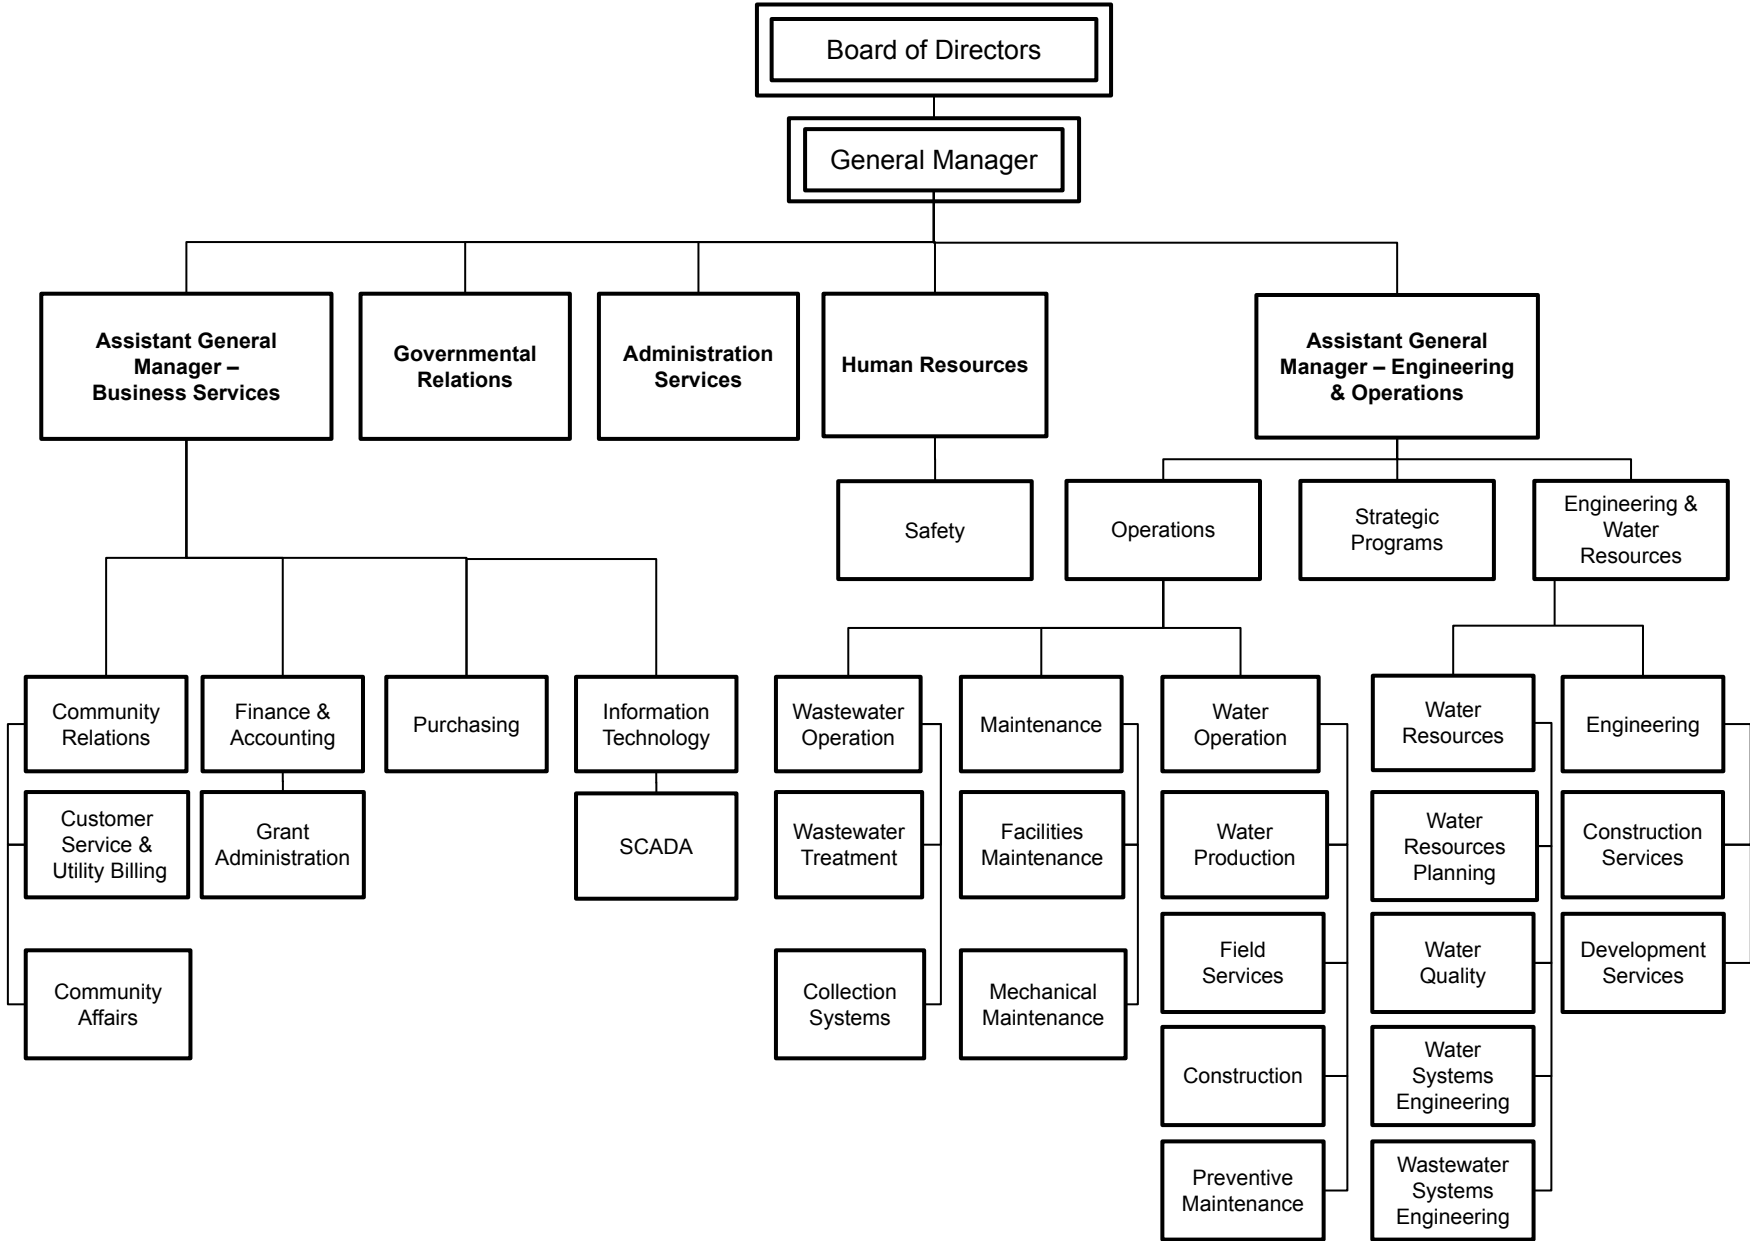 Board of Directors
General Manager
Assistant General
Manager –
Business Services
Governmental
Relations
Administration
Services
Human Resources
Assistant General
Manager – Engineering
& Operations
Safety
Operations
Strategic
Programs
Engineering &
Water
Resources
Community
Relations
Finance &
Accounting
Purchasing
Information
Technology
Wastewater
Operation
Maintenance
Water
Operation
Water
Resources
Engineering
Customer
Service &
Utility Billing
Grant
Administration
SCADA
Wastewater
Treatment
Facilities
Maintenance
Water
Production
Water
Resources
Planning
Construction
Services
Community
Affairs
Collection
Systems
Mechanical
Maintenance
Field
Services
Water
Quality
Development
Services
Construction
Water
Systems
Engineering
Preventive
Maintenance
Wastewater
Systems
Engineering